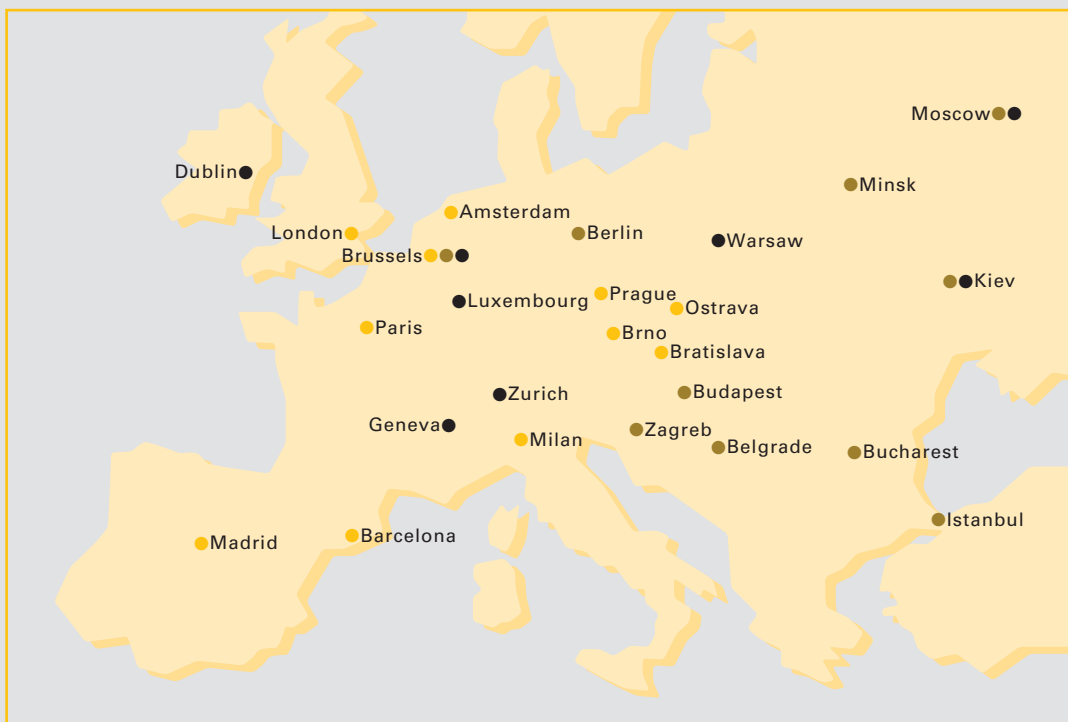 Moscow
Dublin
Minsk
Amsterdam
London
Berlin
Warsaw
Brussels
Kiev
Prague
Luxembourg
Ostrava
Paris
Brno
Bratislava
Budapest
Zurich
Geneva
Zagreb
Milan
Belgrade
Bucharest
Istanbul
Barcelona
Madrid